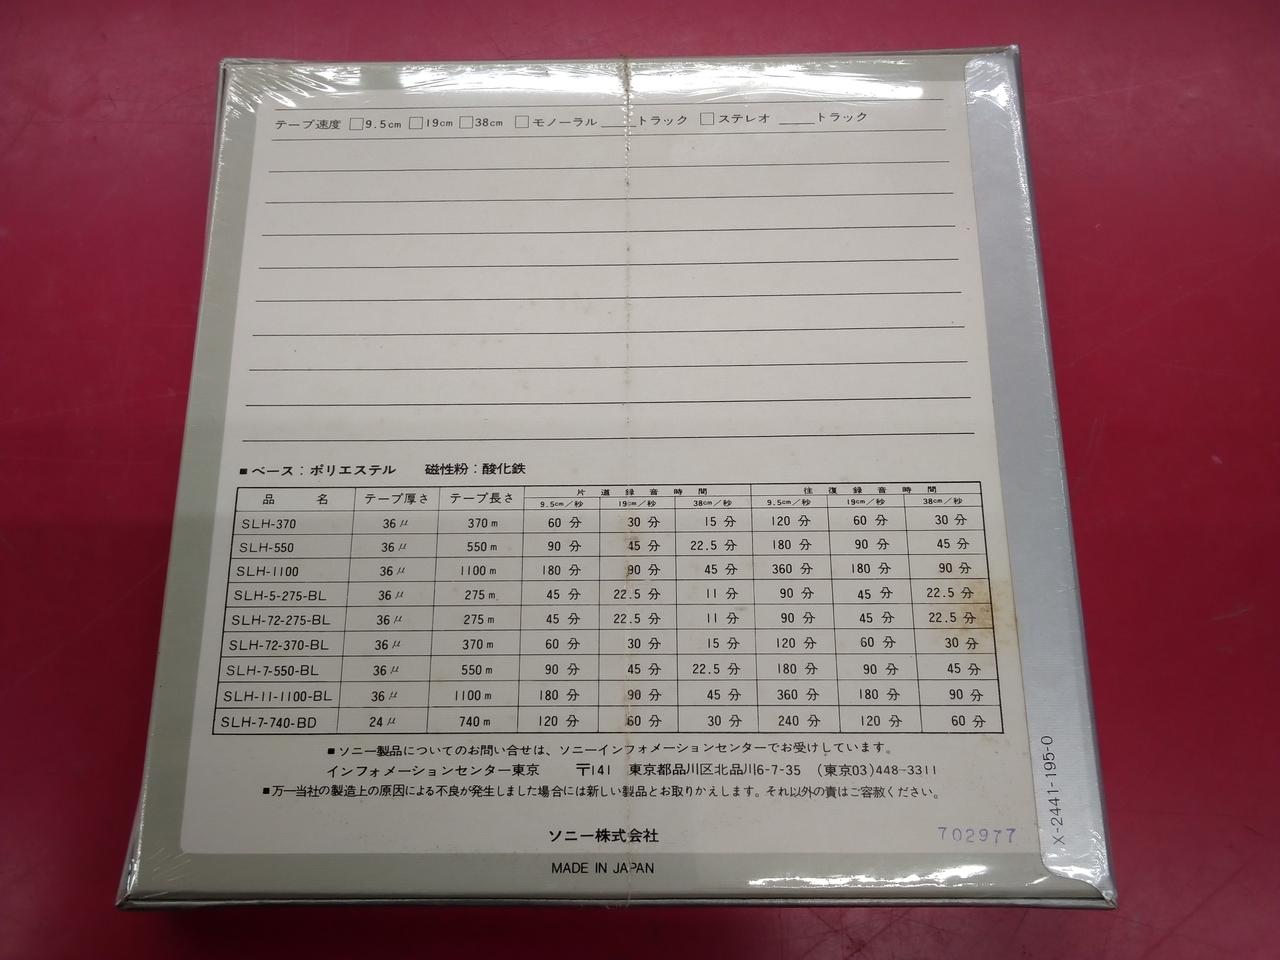 テープ速度 □9.5cm □19cm □38cm □モノーラル____トラック □ステレオ ____トラック
■ベース:ポリエステル 磁性粉:酸化鉄
品名 テープ厚さ テープ長さ 片道録音時間 往復録音時間
9.5cm/秒 19cm/秒 38cm/秒 9.5cm/秒 19cm/秒 38cm/秒
SLH-370 36μ 370m 60分 30分 15分 120分 60分 30分
SLH-550 36μ 550m 90分 45分 22.5分 180分 90分 45分
SLH-1100 36μ 1100m 180分 90分 45分 360分 180分 90分
SLH-5-275-BL 36μ 275m 45分 22.5分 11分 90分 45分 22.5分
SLH-72-275-BL 36μ 275m 45分 22.5分 11分 90分 45分 22.5分
SLH-72-370-BL 36μ 370m 60分 30分 15分 120分 60分 30分
SLH-7-550-BL 36μ 550m 90分 45分 22.5分 180分 90分 45分
SLH-11-1100-BL 36μ 1100m 180分 90分 45分 360分 180分 90分
SLH-7-740-BD 24μ 740m 120分 60分 30分 240分 120分 60分
■ソニー製品についてのお問い合せは、ソニーインフォメーションセンターでお受けしています。
インフォメーションセンター東京 〒141 東京都品川区北品川6-7-35 (東京03)448-3311
■万一当社の製造上の原因による不良が発生しました場合には新しい製品とお取りかえします。それ以外の責はご容赦ください。
ソニー株式会社
702977
MADE IN JAPAN
X-2441-195-0